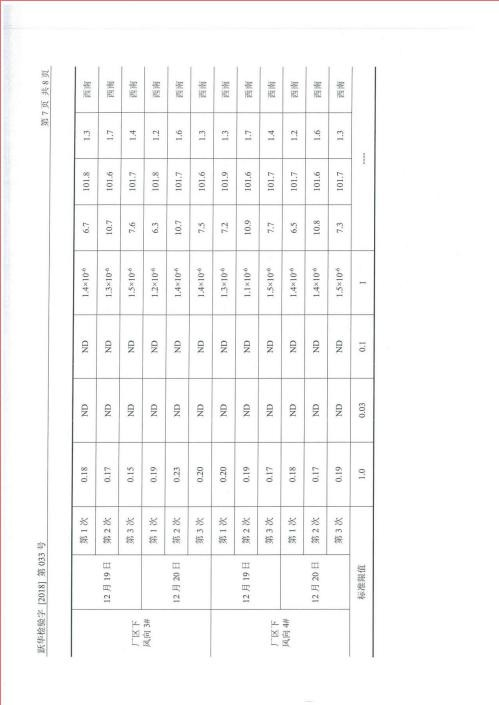 跃华检验字 [2018] 第 033 号 第 7 页 共 8 页
厂区下风向 3# 12 月 19 日 第 1 次 0.18 ND ND 1.4×10⁻⁶ 6.7 101.8 1.3 西南
第 2 次 0.17 ND ND 1.3×10⁻⁶ 10.7 101.6 1.7 西南
第 3 次 0.15 ND ND 1.5×10⁻⁶ 7.6 101.7 1.4 西南
12 月 20 日 第 1 次 0.19 ND ND 1.2×10⁻⁶ 6.3 101.8 1.2 西南
第 2 次 0.23 ND ND 1.4×10⁻⁶ 10.7 101.7 1.6 西南
第 3 次 0.20 ND ND 1.4×10⁻⁶ 7.5 101.6 1.3 西南
厂区下风向 4# 12 月 19 日 第 1 次 0.20 ND ND 1.3×10⁻⁶ 7.2 101.9 1.3 西南
第 2 次 0.19 ND ND 1.1×10⁻⁶ 10.9 101.6 1.7 西南
第 3 次 0.17 ND ND 1.5×10⁻⁶ 7.7 101.7 1.4 西南
12 月 20 日 第 1 次 0.18 ND ND 1.4×10⁻⁶ 6.5 101.7 1.2 西南
第 2 次 0.17 ND ND 1.4×10⁻⁶ 10.8 101.6 1.6 西南
第 3 次 0.19 ND ND 1.5×10⁻⁶ 7.3 101.7 1.3 西南
标准限值 1.0 0.03 0.1 1 ----